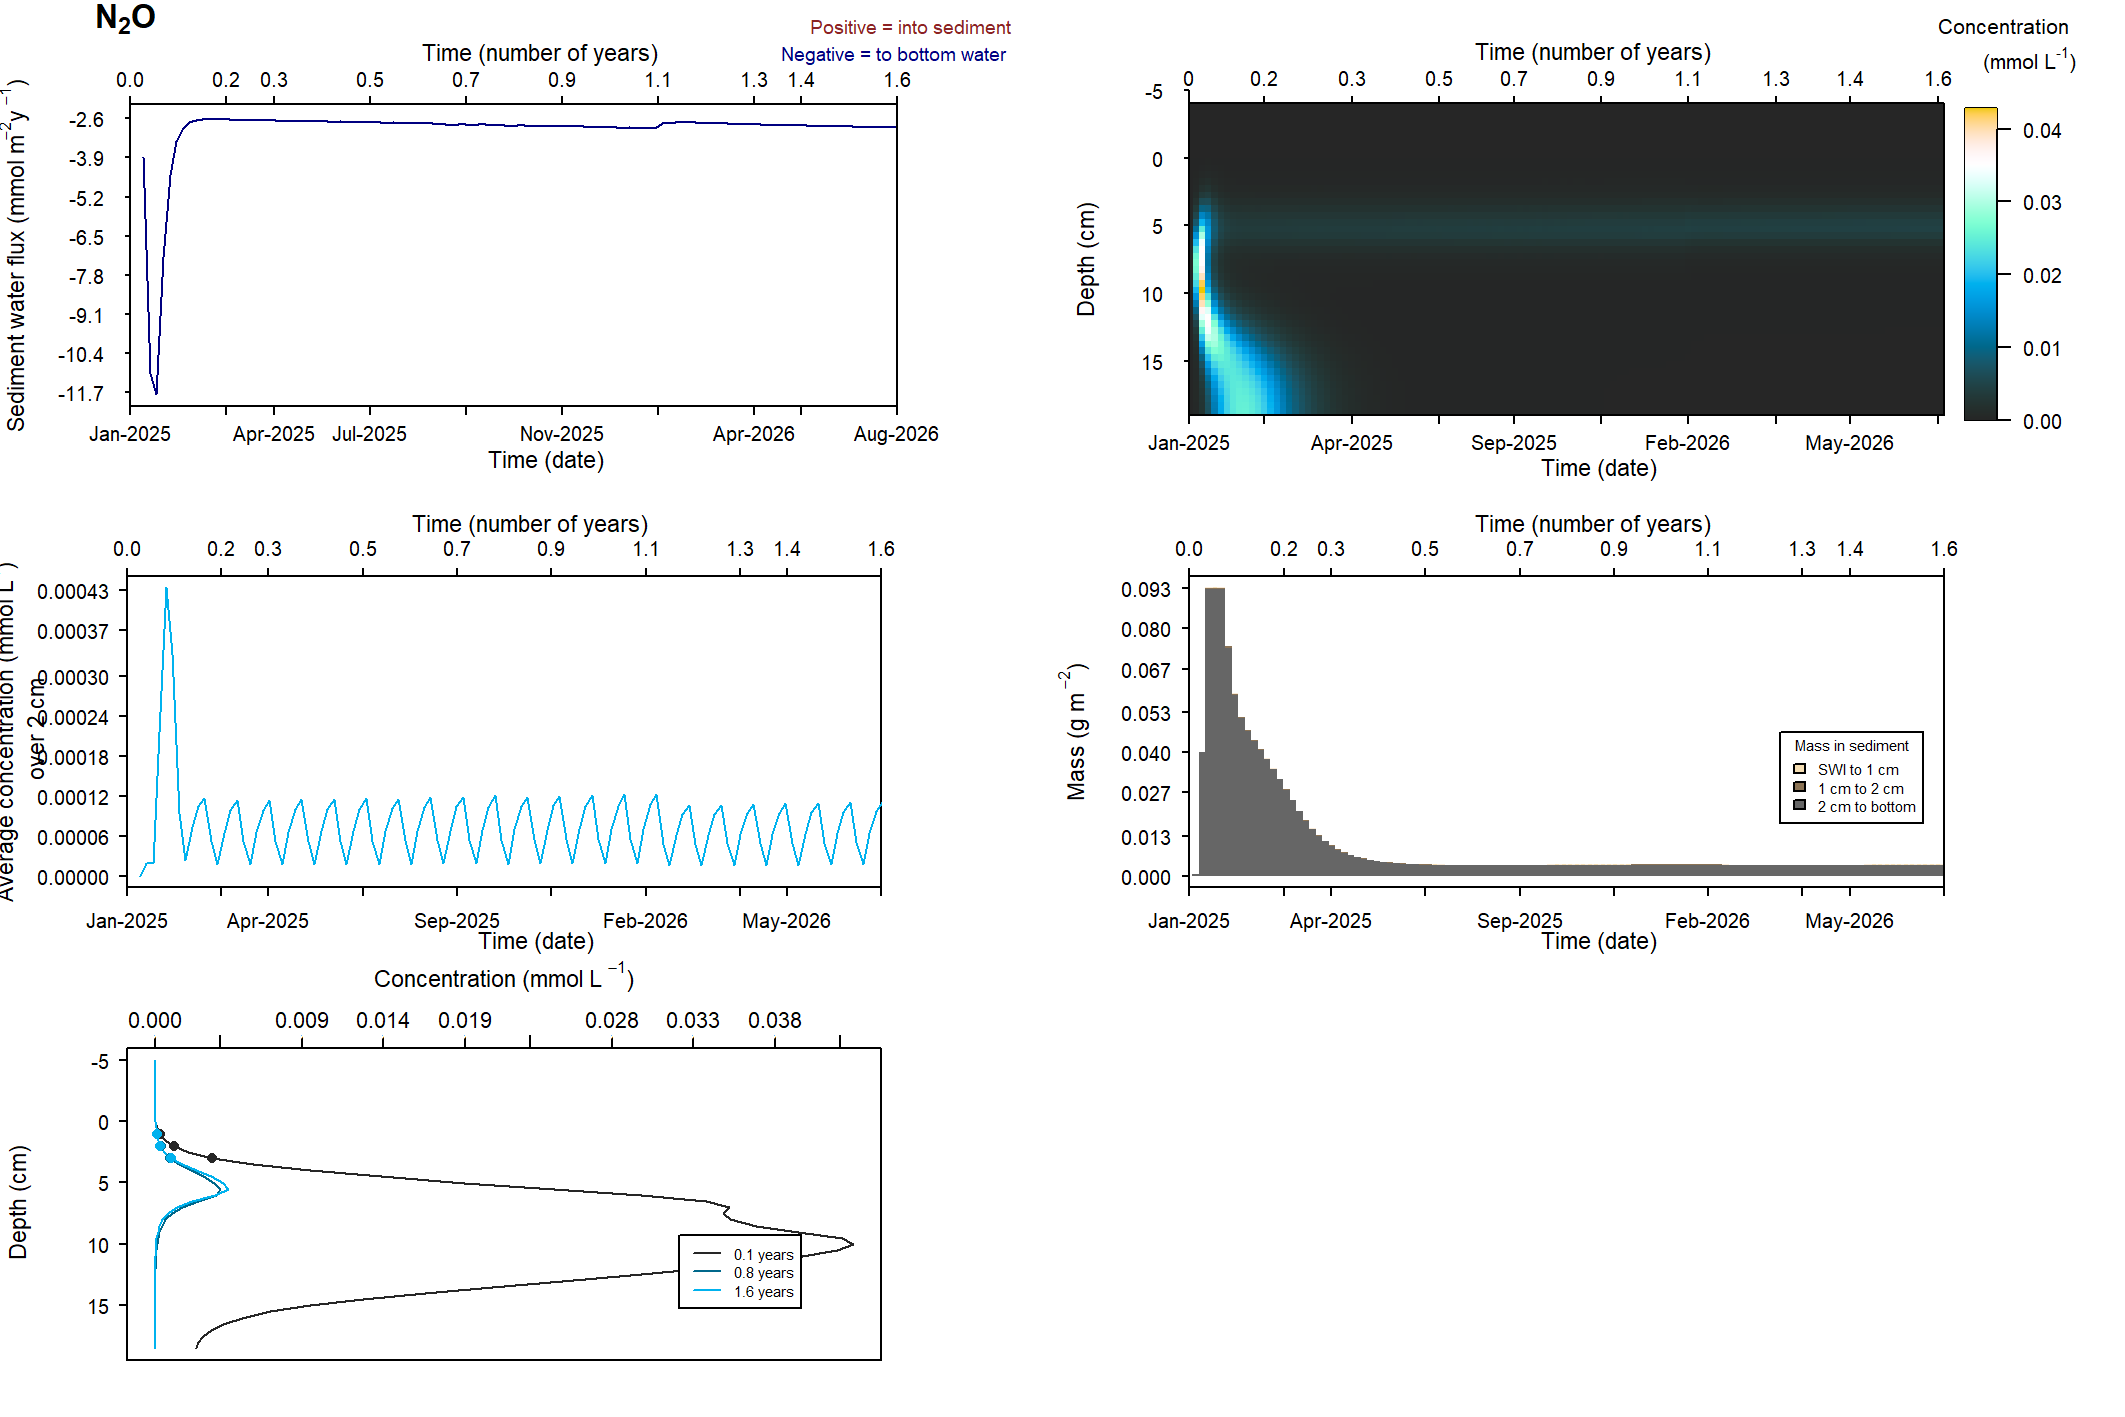 N2O
Positive = into sediment
Negative = to bottom water
Time (number of years)
0.0 0.2 0.3 0.5 0.7 0.9 1.1 1.3 1.4 1.6
Sediment water flux (mmol m−2y−1)
-2.6
-3.9
-5.2
-6.5
-7.8
-9.1
-10.4
-11.7
Jan-2025 Apr-2025 Jul-2025 Nov-2025 Apr-2026 Aug-2026
Time (date)
Time (number of years)
0 0.2 0.3 0.5 0.7 0.9 1.1 1.3 1.4 1.6
Concentration
(mmol L-1)
Depth (cm)
-5
0
5
10
15
0.04
0.03
0.02
0.01
0.00
Jan-2025 Apr-2025 Sep-2025 Feb-2026 May-2026
Time (date)
Time (number of years)
0.0 0.2 0.3 0.5 0.7 0.9 1.1 1.3 1.4 1.6
Average concentration (mmol L )
over 2 cm
0.00043
0.00037
0.00030
0.00024
0.00018
0.00012
0.00006
0.00000
Jan-2025 Apr-2025 Sep-2025 Feb-2026 May-2026
Time (date)
Time (number of years)
0.0 0.2 0.3 0.5 0.7 0.9 1.1 1.3 1.4 1.6
Mass (g m−2)
0.093
0.080
0.067
0.053
0.040
0.027
0.013
0.000
Mass in sediment
SWI to 1 cm
1 cm to 2 cm
2 cm to bottom
Jan-2025 Apr-2025 Sep-2025 Feb-2026 May-2026
Time (date)
Concentration (mmol L−1)
0.000 0.009 0.014 0.019 0.028 0.033 0.038
Depth (cm)
-5
0
5
10
15
0.1 years
0.8 years
1.6 years